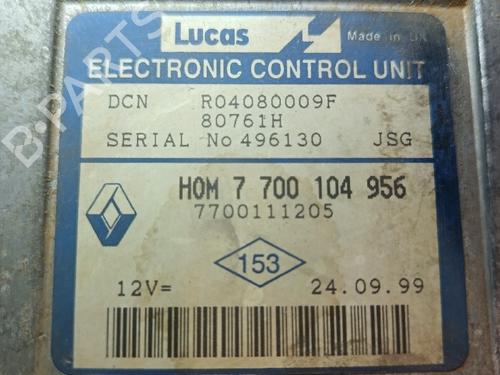 Lucas Made in UK
ELECTRONIC CONTROL UNIT
DCN R04080009F
80761H
SERIAL No 496130 JSG
HOM 7 700 104 956
7700111205
153
12V= 24.09.99
B-PARTS